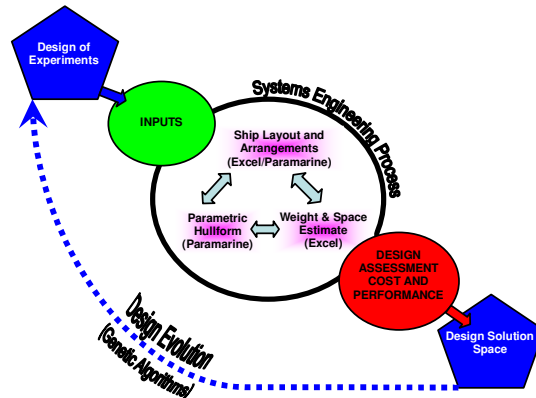 Design of
Experiments
INPUTS
Systems Engineering Process
Ship Layout and
Arrangements
(Excel/Paramarine)
Parametric
Hullform
(Paramarine)
Weight & Space
Estimate
(Excel)
DESIGN
ASSESSMENT
COST AND
PERFORMANCE
Design Solution
Space
Design Evolution
(Genetic Algorithms)